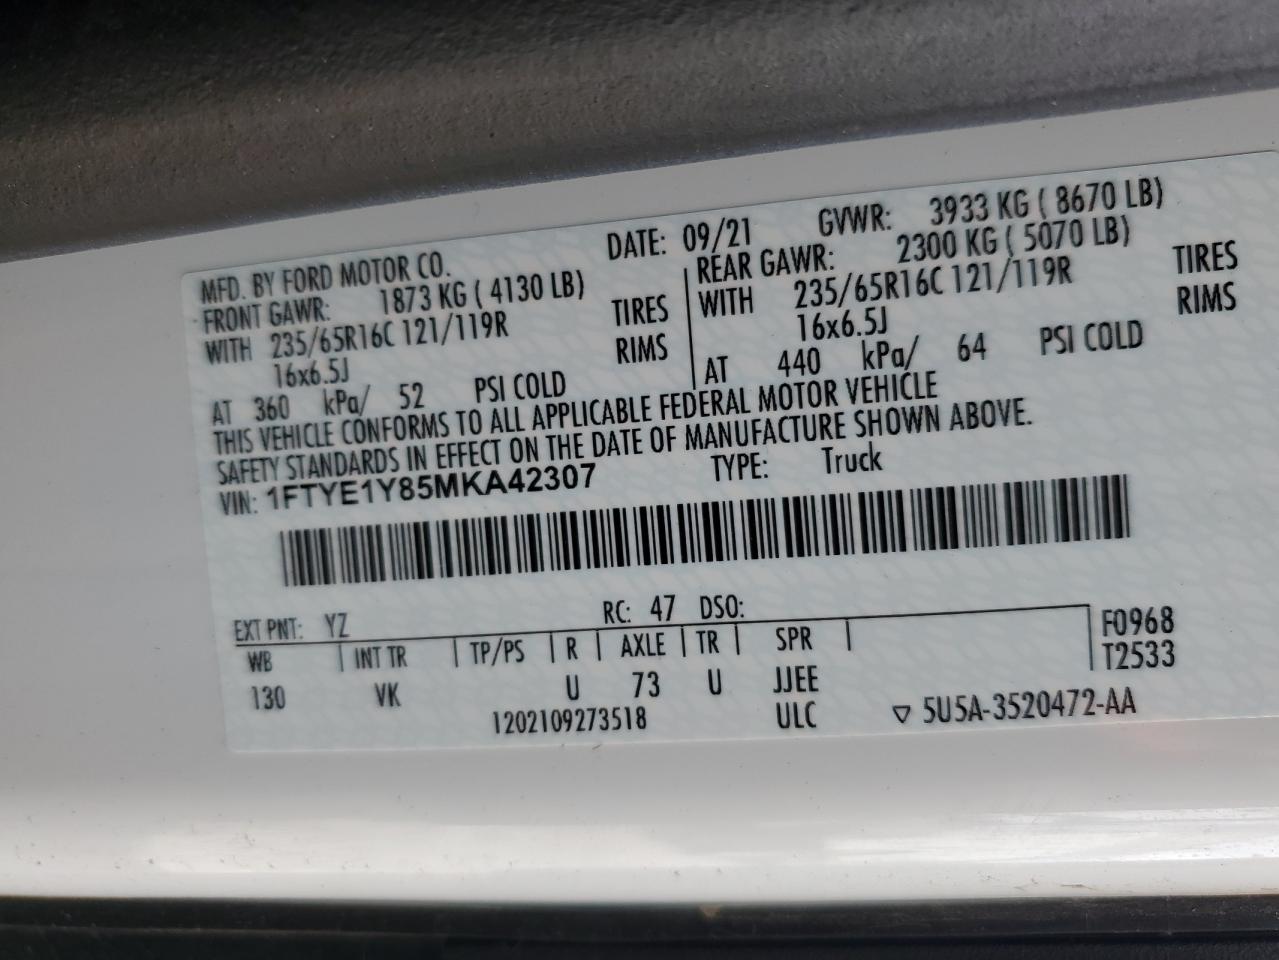 MFD. BY FORD MOTOR CO. DATE: 09/21 GVWR: 3933 KG ( 8670 LB)
FRONT GAWR: 1873 KG ( 4130 LB) REAR GAWR: 2300 KG ( 5070 LB)
WITH 235/65R16C 121/119R TIRES WITH 235/65R16C 121/119R TIRES
16x6.5J RIMS 16x6.5J RIMS
AT 360 kPa/ 52 PSI COLD AT 440 kPa/ 64 PSI COLD
THIS VEHICLE CONFORMS TO ALL APPLICABLE FEDERAL MOTOR VEHICLE
SAFETY STANDARDS IN EFFECT ON THE DATE OF MANUFACTURE SHOWN ABOVE.
VIN: 1FTYE1Y85MKA42307 TYPE: Truck
EXT PNT: YZ RC: 47 DSO:
WB INT TR TP/PS R AXLE TR SPR F0968
T2533
130 VK U 73 U JJEE
1202109273518 ULC ▽ 5U5A-3520472-AA